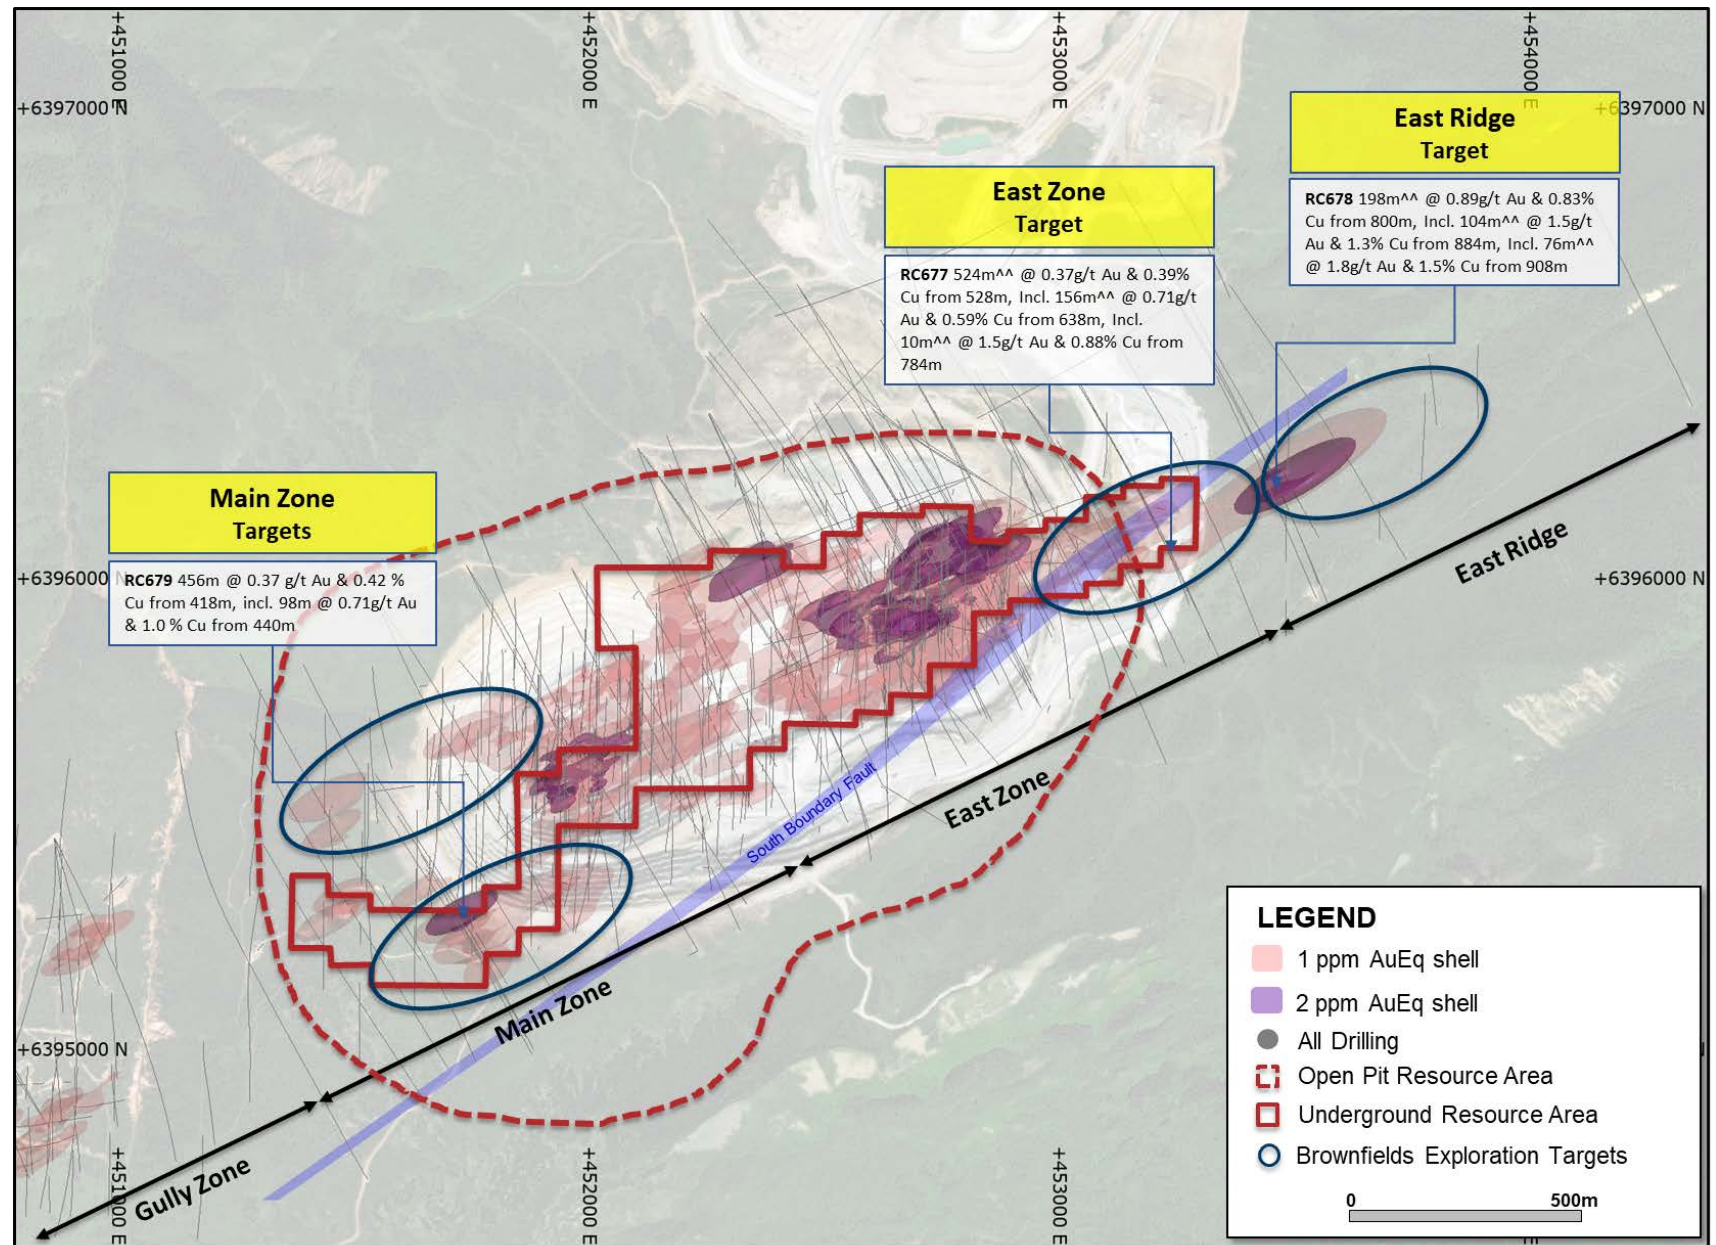 +451000 E
+452000 E
+453000 E
+454000 E
+6397000 N
+6397000 N
East Ridge
Target
RC678 198m^^ @ 0.89g/t Au & 0.83%
Cu from 800m, Incl. 104m^^ @ 1.5g/t
Au & 1.3% Cu from 884m, Incl. 76m^^
@ 1.8g/t Au & 1.5% Cu from 908m
East Zone
Target
RC677 524m^^ @ 0.37g/t Au & 0.39%
Cu from 528m, Incl. 156m^^ @ 0.71g/t
Au & 0.59% Cu from 638m, Incl.
10m^^ @ 1.5g/t Au & 0.88% Cu from
784m
Main Zone
Targets
RC679 456m @ 0.37 g/t Au & 0.42 %
Cu from 418m, incl. 98m @ 0.71g/t Au
& 1.0 % Cu from 440m
+6396000 N
+6396000 N
East Ridge
East Zone
South Boundary Fault
Main Zone
Gully Zone
+6395000 N
+451000 E
+452000 E
+453000 E
LEGEND
1 ppm AuEq shell
2 ppm AuEq shell
All Drilling
Open Pit Resource Area
Underground Resource Area
Brownfields Exploration Targets
0 500m